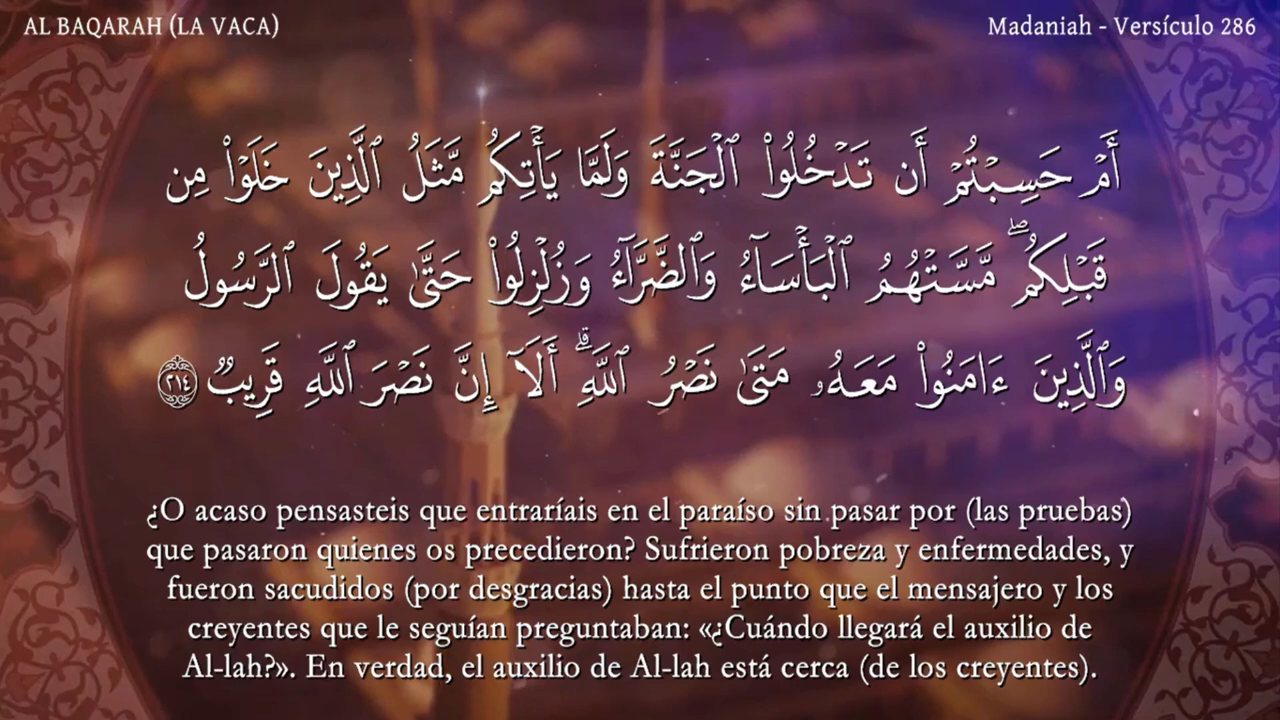 AL BAQARAH (LA VACA)
Madaniah - Versículo 286
أَمْ حَسِبْتُمْ أَن تَدْخُلُوا۟ ٱلْجَنَّةَ وَلَمَّا يَأْتِكُم مَّثَلُ ٱلَّذِينَ خَلَوْا۟ مِن
قَبْلِكُم ۖ مَّسَّتْهُمُ ٱلْبَأْسَآءُ وَٱلضَّرَّآءُ وَزُلْزِلُوا۟ حَتَّىٰ يَقُولَ ٱلرَّسُولُ
وَٱلَّذِينَ ءَامَنُوا۟ مَعَهُۥ مَتَىٰ نَصْرُ ٱللَّهِ ۗ أَلَآ إِنَّ نَصْرَ ٱللَّهِ قَرِيبٌ ٢١٤
¿O acaso pensasteis que entraríais en el paraíso sin pasar por (las pruebas)
que pasaron quienes os precedieron? Sufrieron pobreza y enfermedades, y
fueron sacudidos (por desgracias) hasta el punto que el mensajero y los
creyentes que le seguían preguntaban: «¿Cuándo llegará el auxilio de
Al-lah?». En verdad, el auxilio de Al-lah está cerca (de los creyentes).